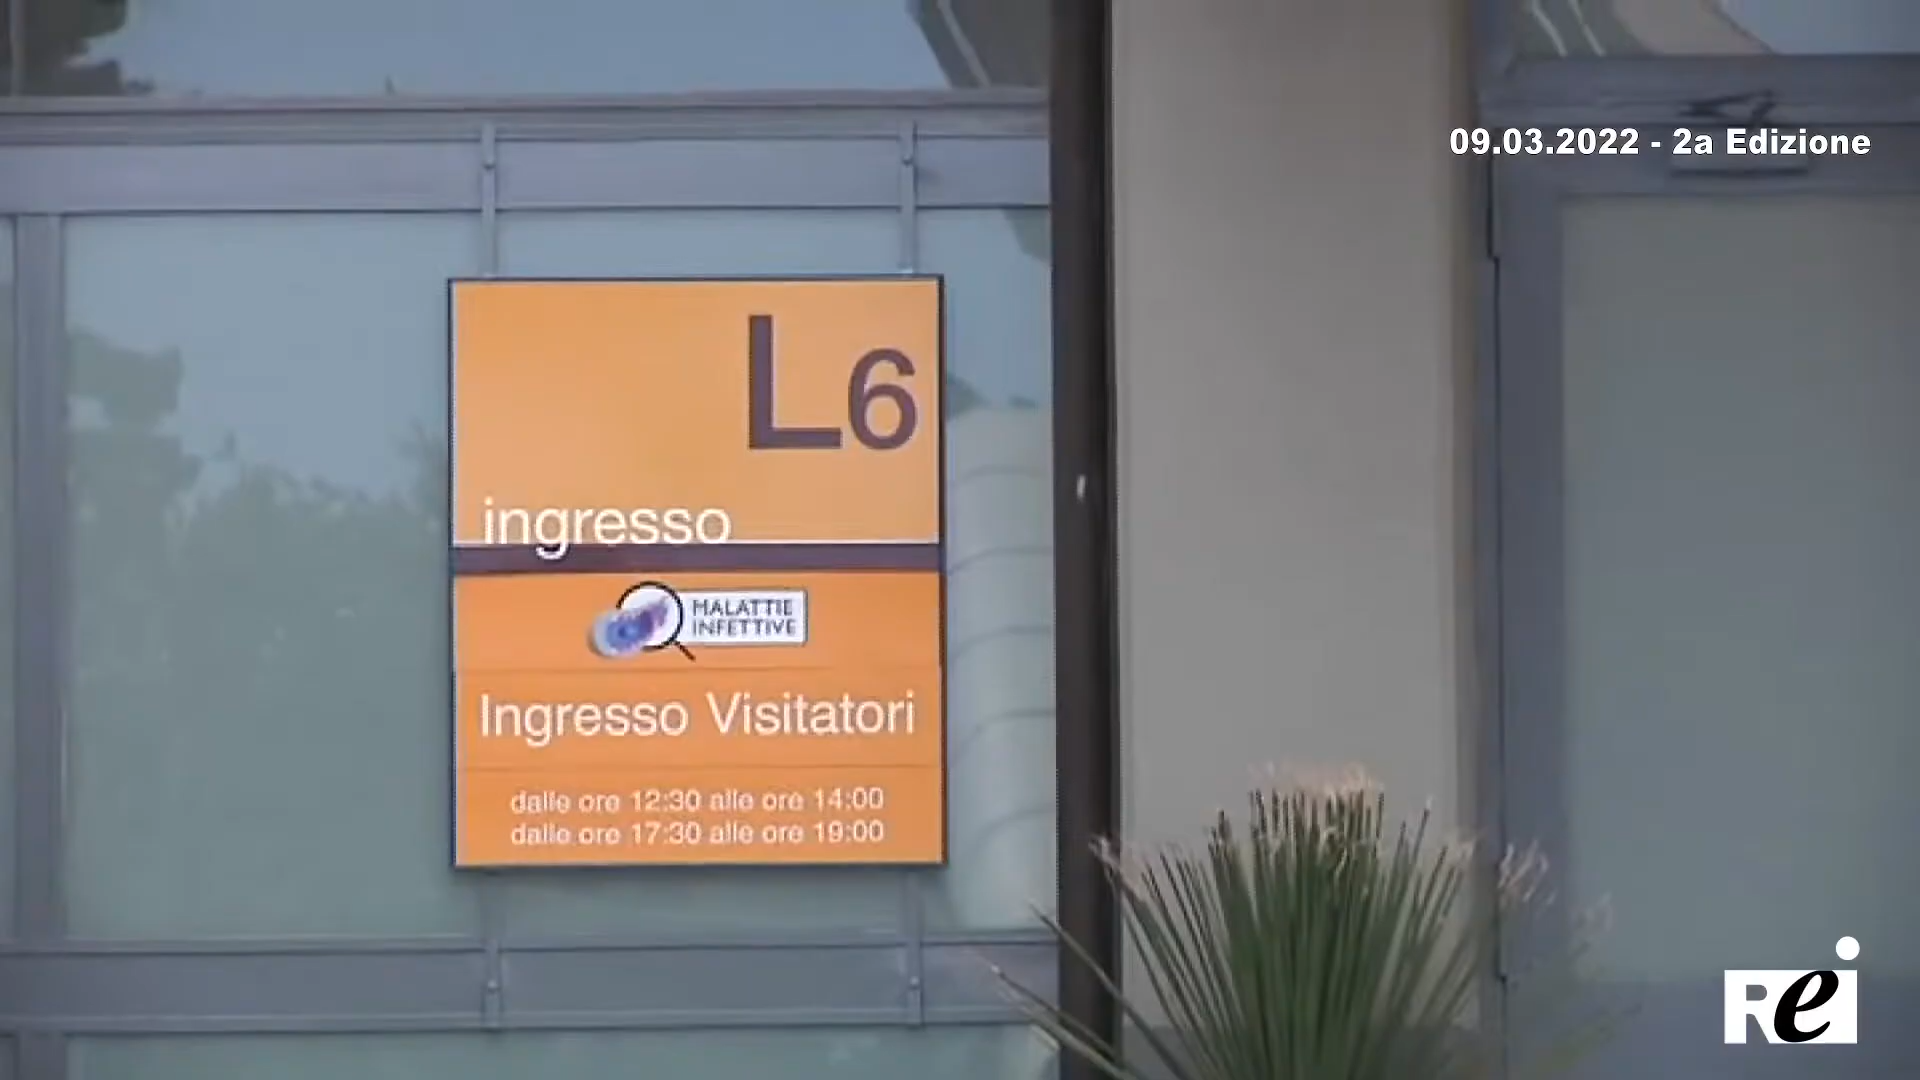 09.03.2022 - 2a Edizione
L6
ingresso
MALATTIE
INFETTIVE
Ingresso Visitatori
dalle ore 12:30 alle ore 14:00
dalle ore 17:30 alle ore 19:00
Rei